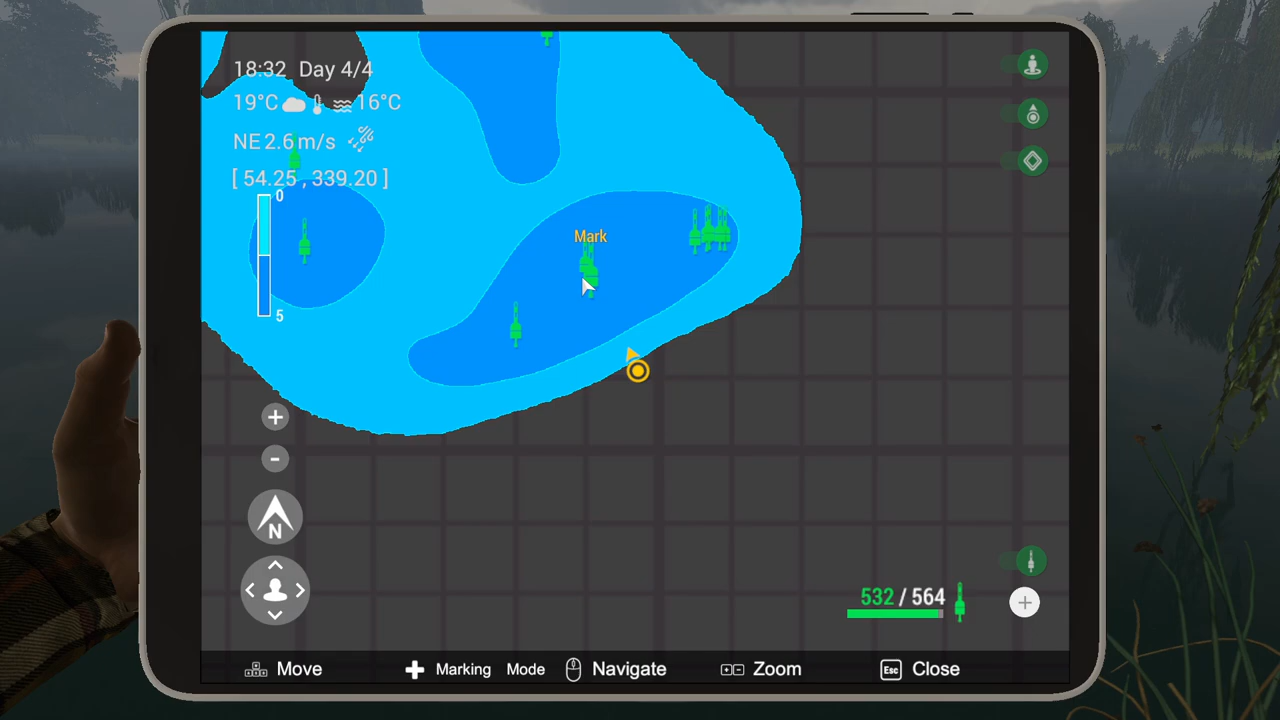 18:32 Day 4/4
19°C 16°C
NE 2.6 m/s
[ 54.25 , 339.20 ]
0
5
Mark
+
-
N
532 / 564
Move
Marking Mode
Navigate
Zoom
Esc Close